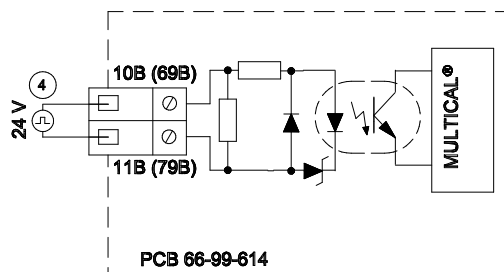 10B (69B)
4
24 V
11B (79B)
MULTICAL®
PCB 66-99-614